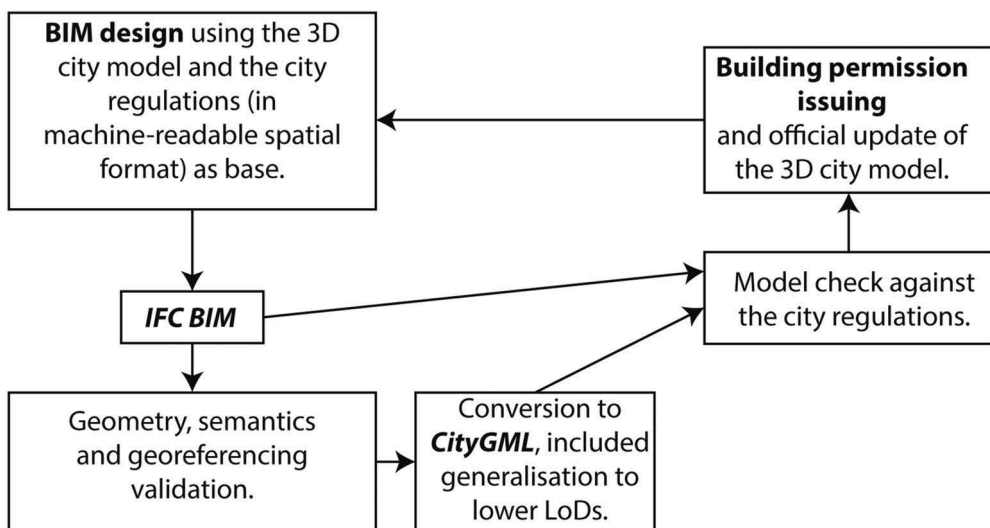 BIM design using the 3D
city model and the city
regulations (in
machine-readable spatial
format) as base.
Building permission
issuing
and official update of
the 3D city model.
IFC BIM
Model check against
the city regulations.
Geometry, semantics
and georeferencing
validation.
Conversion to
CityGML, included
generalisation to
lower LoDs.